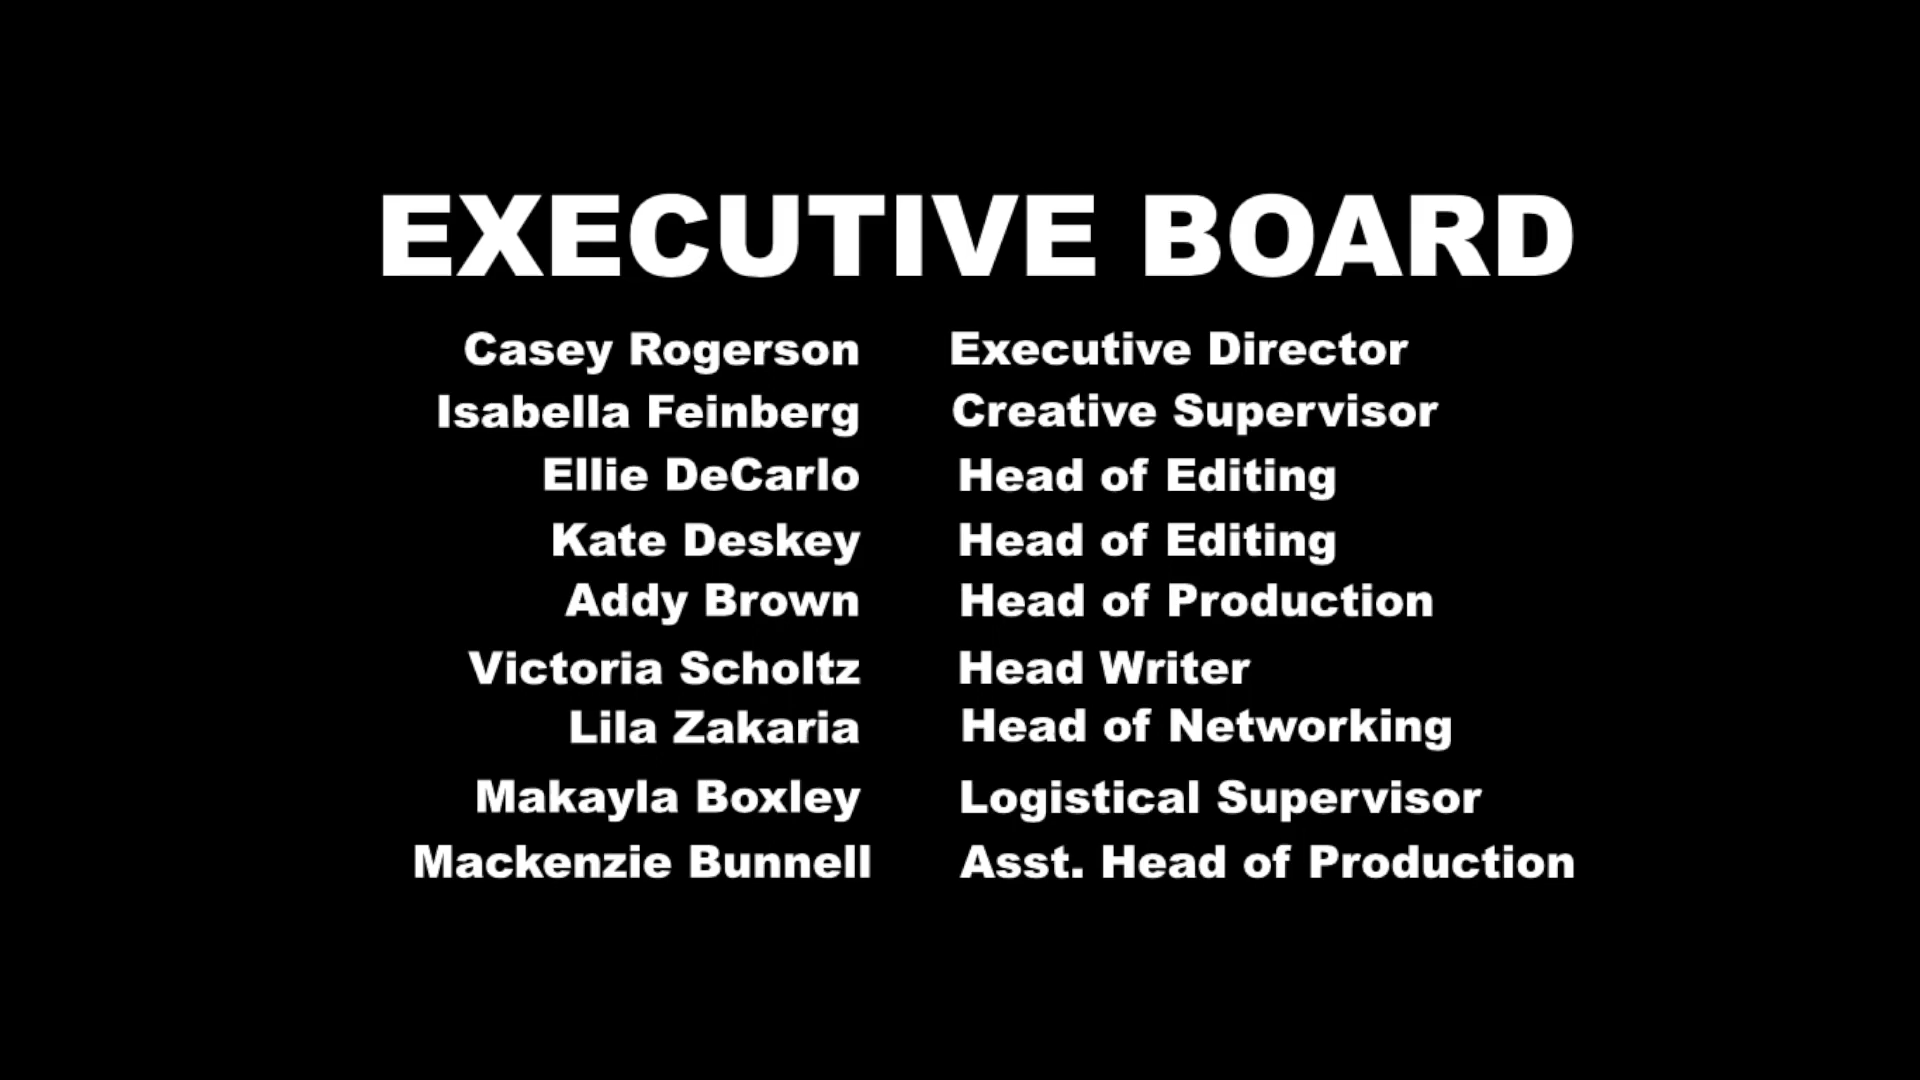 EXECUTIVE BOARD
Casey Rogerson Executive Director
Isabella Feinberg Creative Supervisor
Ellie DeCarlo Head of Editing
Kate Deskey Head of Editing
Addy Brown Head of Production
Victoria Scholtz Head Writer
Lila Zakaria Head of Networking
Makayla Boxley Logistical Supervisor
Mackenzie Bunnell Asst. Head of Production